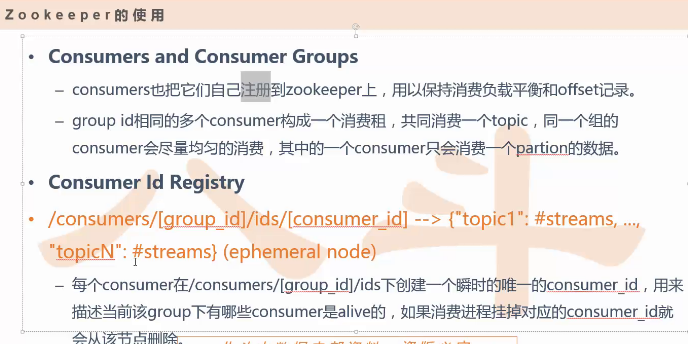 Zookeeper的使用
• Consumers and Consumer Groups
– consumers也把它们自己注册到zookeeper上，用以保持消费负载平衡和offset记录。
– group id相同的多个consumer构成一个消费租，共同消费一个topic，同一个组的
consumer会尽量均匀的消费，其中的一个consumer只会消费一个partion的数据。
• Consumer Id Registry
• /consumers/[group_id]/ids/[consumer_id] --> {"topic1": #streams, ...,
"topicN": #streams} (ephemeral node)
– 每个consumer在/consumers/[group_id]/ids下创建一个瞬时的唯一的consumer_id，用来
描述当前该group下有哪些consumer是alive的，如果消费进程挂掉对应的consumer_id就
会从该节点删除。
八斗